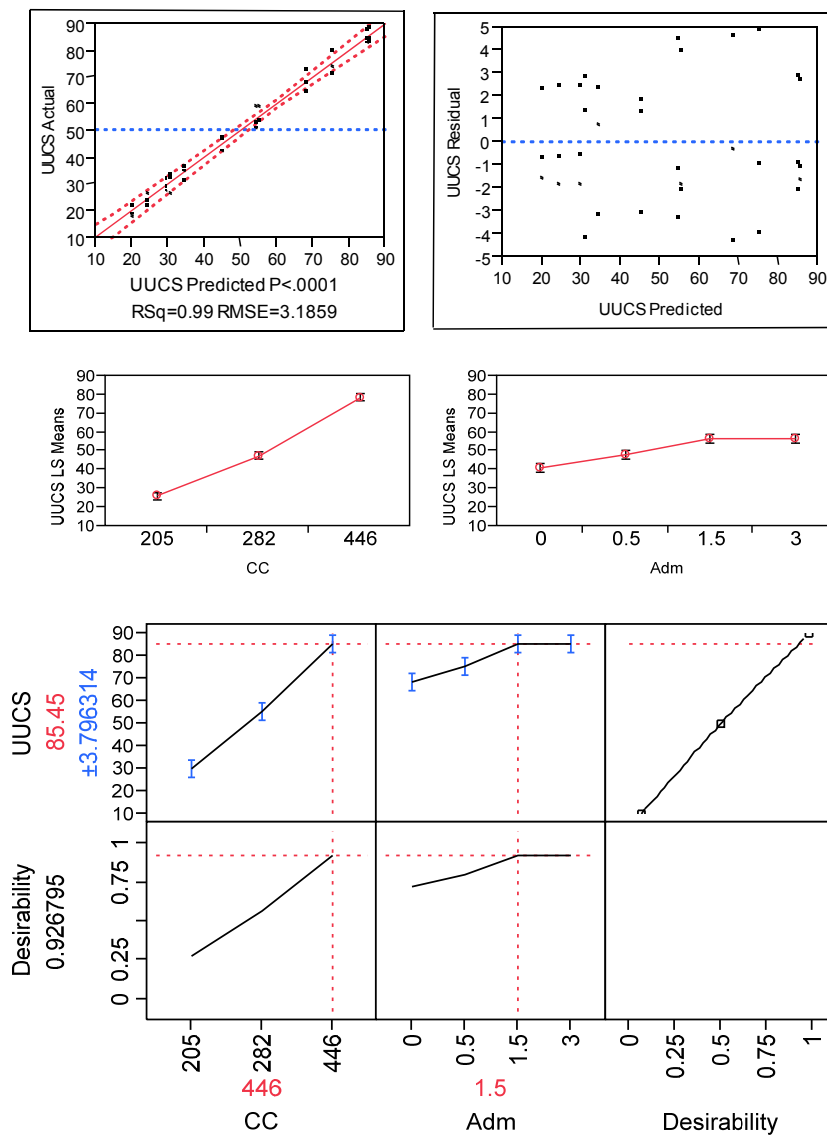 90
80
70
60
50
40
30
20
10
UUCS Actual
10 20 30 40 50 60 70 80 90
UUCS Predicted P<.0001
RSq=0.99 RMSE=3.1859
5
4
3
2
1
0
-1
-2
-3
-4
-5
UUCS Residual
10 20 30 40 50 60 70 80 90
UUCS Predicted
90
80
70
60
50
40
30
20
10
UUCS LS Means
205 282 446
CC
90
80
70
60
50
40
30
20
10
UUCS LS Means
0 0.5 1.5 3
Adm
UUCS
85.45
±3.796314
90
80
70
60
50
40
30
20
10
Desirability
0.926795
1
0.75
0.25
0
205 282 446
446
CC
0 0.5 1.5 3
1.5
Adm
0 0.25 0.5 0.75 1
Desirability